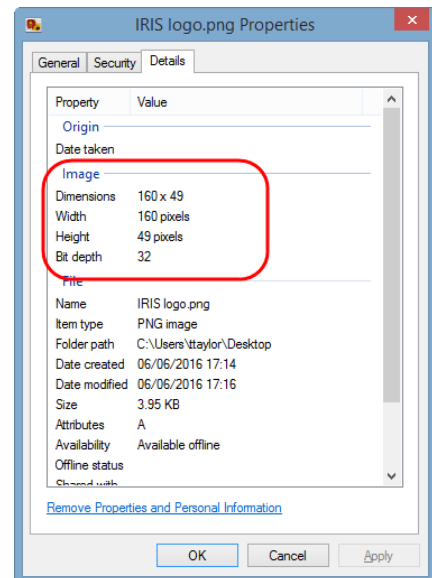 IRIS logo.png Properties
General Security Details
Property Value
Origin
Date taken
Image
Dimensions 160 x 49
Width 160 pixels
Height 49 pixels
Bit depth 32
File
Name IRIS logo.png
Item type PNG image
Folder path C:\Users\ttaylor\Desktop
Date created 06/06/2016 17:14
Date modified 06/06/2016 17:16
Size 3.95 KB
Attributes A
Availability Available offline
Offline status
Shared with
Remove Properties and Personal Information
OK Cancel Apply